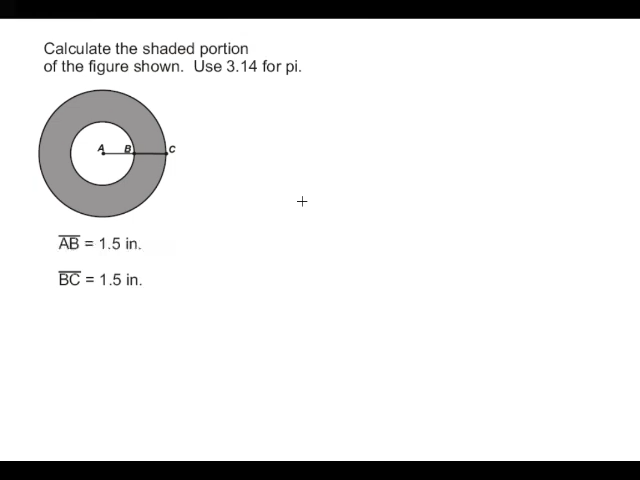 Calculate the shaded portion
of the figure shown.  Use 3.14 for pi.
A B C
AB = 1.5 in.
BC = 1.5 in.